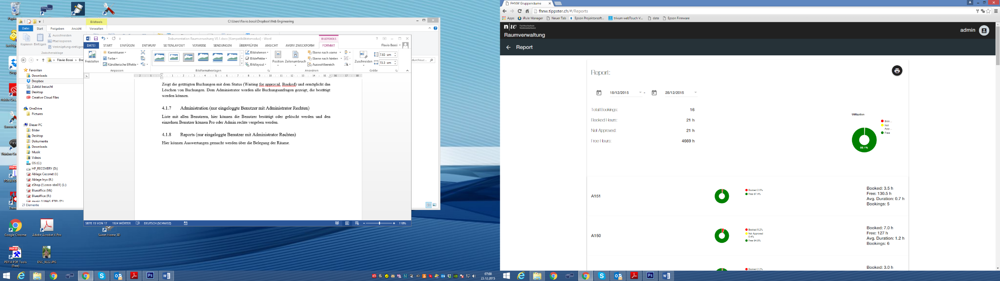 Google Chrome
Adobe Acrobat X Pro
Sweet Home 3D
PDFill PDF Tools
(Free)
DSC_9222.JPG
Bildtools
C:\Users\flavio.bossi\Dropbox\Web Engineering
Datei Start Freigeben Ansicht Verwalten
Kopieren Einfügen
Ausschneiden
Pfad kopieren
Verknüpfung einfügen
Zwischenablage
Flavio Bossi
Favoriten
Downloads
Dropbox
Zuletzt besucht
Desktop
Creative Cloud Files
OneDrive
Pictures
Dieser PC
Bilder
Desktop
Dokumente
Downloads
Musik
Videos
OS (C:)
HP_RECOVERY (D:)
Ablage Ceconet (I:)
Ablage Inyx (K:)
eShop (\\ceco-sbs01) (L:)
Blueoffice (M:)
Blueoffice (R:)
music (\\NAS_FTP) (Z:)
21 Elemente
Dokumentation Raumverwaltung V0.1.docx [Kompatibilitätsmodus] - Word
BILDTOOLS
DATEI START EINFÜGEN ENTWURF SEITENLAYOUT VERWEISE SENDUNGEN ÜBERPRÜFEN ANSICHT AVERY ZWECKFORM FORMAT
Flavio Bossi
Freistellen
Korrekturen
Farbe
Künstlerische Effekte
Anpassen
Bildformatvorlagen
Bildrahmen
Bildeffekte
Bildlayout
Position Zeilenumbruch
Ebene nach vorne
Ebene nach hinten
Auswahlbereich
Anordnen
Zuschneiden
7.65 cm
15.5 cm
Größe
Zeigt die getätigten Buchungen mit dem Status (Waiting for approval, Booked) und ermöglicht das
Löschen von Buchungen. Dem Administrator werden alle Buchungsanfragen gezeigt, die bestätigt
werden können.
4.1.7 Administration (nur eingeloggte Benutzer mit Administrator Rechten)
Liste mit allen Benutzern, hier können die Benutzer bestätigt oder gelöscht werden und den
einzelnen Benutzer können Pro oder Admin rechte vergeben werden.
4.1.8 Reports (nur eingeloggte Benutzer mit Administrator Rechten)
Hier können Auswertungen gemacht werden über die Belegung der Räume.
SEITE 15 VON 17 1924 WÖRTER DEUTSCH (SCHWEIZ) 110%
07:00
23.12.2015
FHNW Gruppenräume
fhnw.tippster.ch/#/Reports
Apps iRule Manager Neuer Tab Epson Projektorsoft... trivum webTouch V... date Epson Firmware
n|w Fachhochschule
Nordwestschweiz
Raumverwaltung
admin
Report
Report:
18/12/2015 - 28/12/2015
Total Bookings: 16
Booked Hours: 21 h
Not Approved: 21 h
Free Hours: 4669 h
Utilization
Boo...
Not
App...
Free
99.1%
A151
Booked 2.6%
Free 97.4%
Booked: 3.5 h
Free: 130.5 h
Avg. Duration: 0.7 h
Bookings: 5
A150
Booked 5.2%
Not Approved
0.4%
Free 94.8%
Booked: 7.0 h
Free: 127 h
Avg. Duration: 1.2 h
Bookings: 6
Booked 2.2%
Booked: 3.0 h